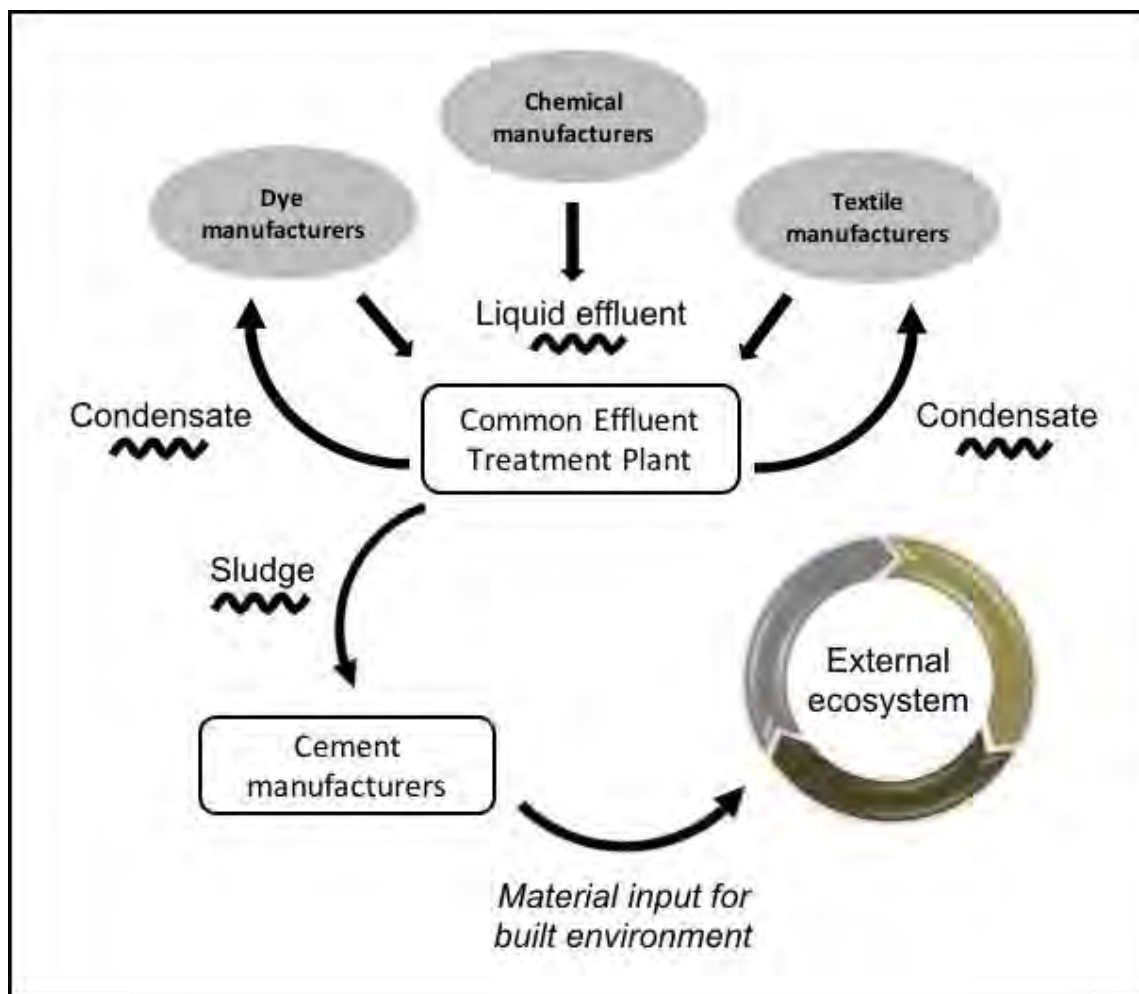 Chemical
manufacturers
Dye
manufacturers
Textile
manufacturers
Liquid effluent
Condensate
Common Effluent
Treatment Plant
Condensate
Sludge
External
ecosystem
Cement
manufacturers
Material input for
built environment